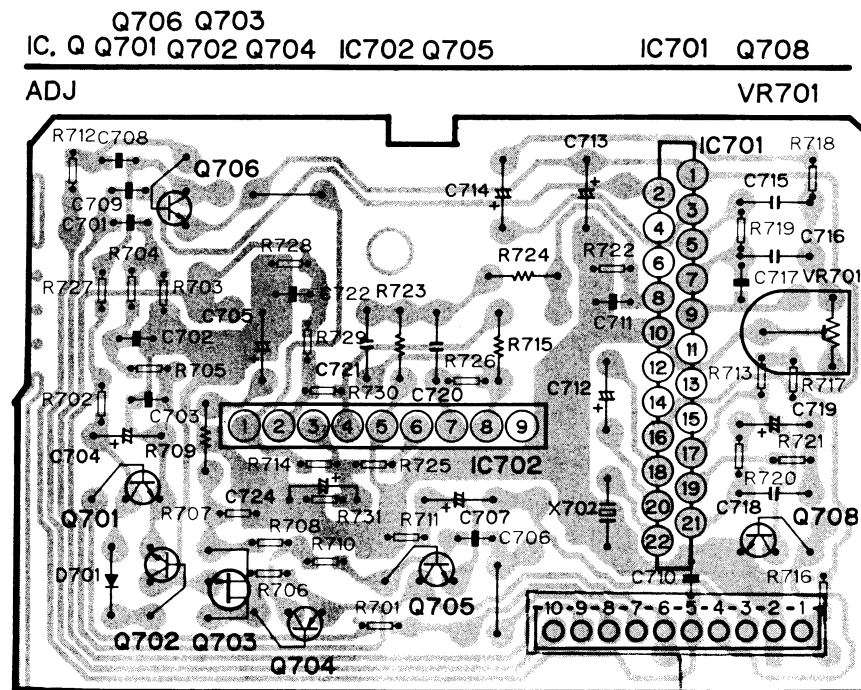 Q706 Q703
IC. Q Q701 Q702 Q704 IC702 Q705 IC701 Q708
ADJ VR701
R712 C708 C713 IC701 R718
Q706
C714 1
2 C715
C709 3
C701 4 R719
5 C716
R704 R728 R724 R722 6
R727 R703 C722 R723 7 C717 VR701
8
C705 C711 9
C702 R729 10
R705 C721 R726 R715 11
R702 R730 C720 C712 12 R713 R717
C703 13
14 C719
C704 R709 1 2 3 4 5 6 7 8 9 15
16 R721
R714 R725 IC702 17
18 R720
C724 R731 19
Q701 R707 R711 C707 X702 20 C718 Q708
R708 C706 21
R710 22
D701 R706 Q705 C710 R716
R701
Q702 Q703 -10-9-8-7-6-5-4-3-2-1-
Q704